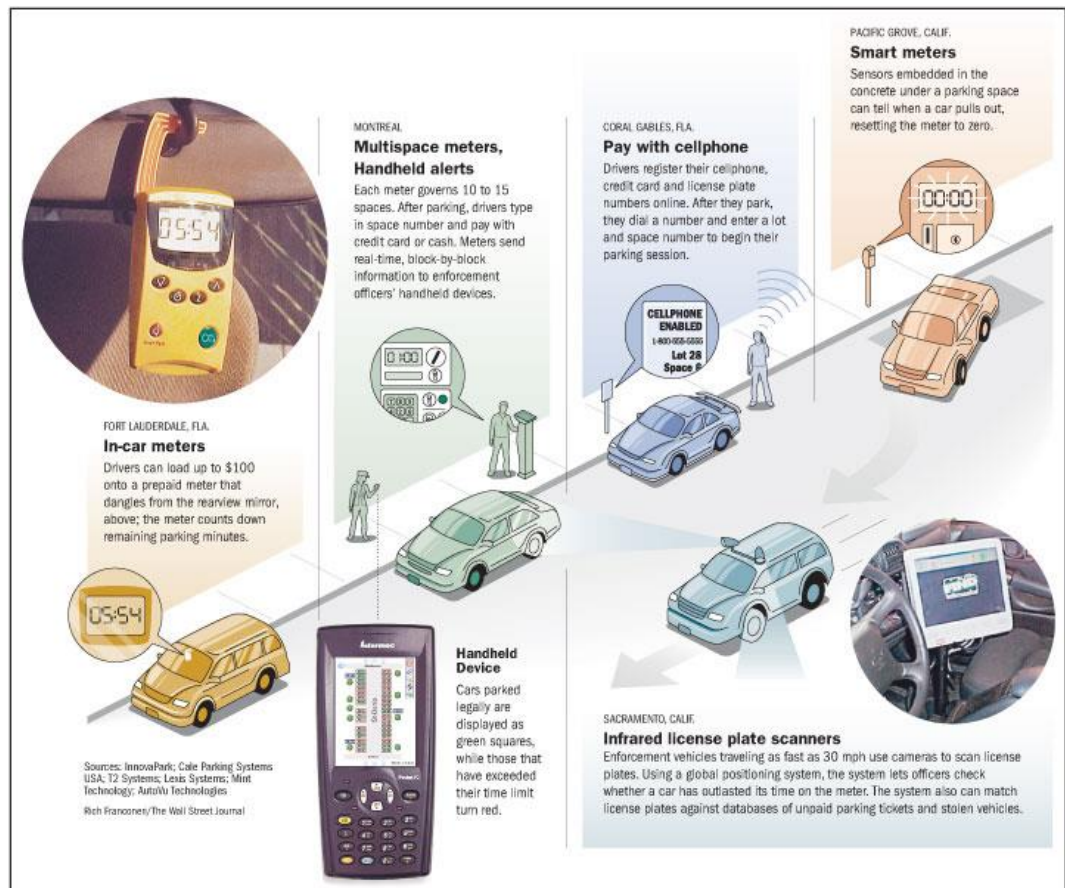 05:54
FORT LAUDERDALE, FLA.
In-car meters
Drivers can load up to $100
onto a prepaid meter that
dangles from the rearview mirror,
above; the meter counts down
remaining parking minutes.
05:54
MONTREAL
Multispace meters,
Handheld alerts
Each meter governs 10 to 15
spaces. After parking, drivers type
in space number and pay with
credit card or cash. Meters send
real-time, block-by-block
information to enforcement
officers' handheld devices.
Handheld
Device
Cars parked
legally are
displayed as
green squares,
while those that
have exceeded
their time limit
turn red.
CORAL GABLES, FLA.
Pay with cellphone
Drivers register their cellphone,
credit card and license plate
numbers online. After they park,
they dial a number and enter a lot
and space number to begin their
parking session.
CELLPHONE
ENABLED
1-800-555-5555
Lot 28
Space 6
PACIFIC GROVE, CALIF.
Smart meters
Sensors embedded in the
concrete under a parking space
can tell when a car pulls out,
resetting the meter to zero.
00:00
SACRAMENTO, CALIF.
Infrared license plate scanners
Enforcement vehicles traveling as fast as 30 mph use cameras to scan license
plates. Using a global positioning system, the system lets officers check
whether a car has outlasted its time on the meter. The system also can match
license plates against databases of unpaid parking tickets and stolen vehicles.
Sources: InnovaPark; Cale Parking Systems
USA; T2 Systems; Lexis Systems; Mint
Technology; AutoVu Technologies
Rich Franconeri/The Wall Street Journal